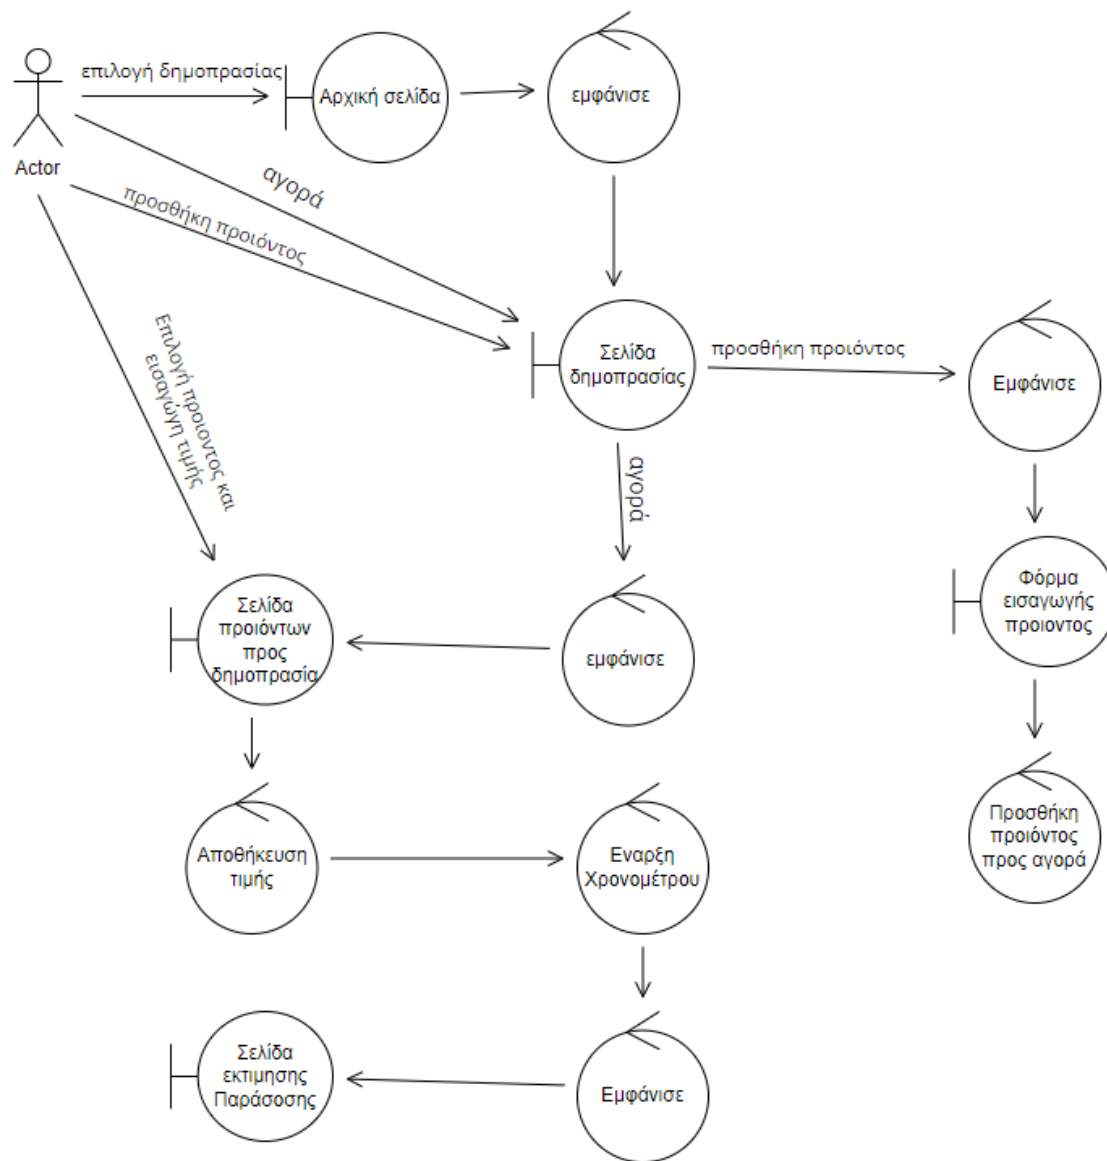 επιλογή δημοπρασίας
Αρχική σελίδα
εμφάνισε
Actor
αγορά
προσθήκη προιόντος
Επιλογή προιοντος και
εισαγώγη τιμής
Σελίδα
δημοπρασίας
προσθήκη προιόντος
Εμφάνισε
αγορά
Φόρμα
εισαγωγής
προιοντος
Σελίδα
προιόντων
προς
δημοπρασία
εμφάνισε
Προσθήκη
προιόντος
προς αγορά
Αποθήκευση
τιμής
Εναρξη
Χρονομέτρου
Σελίδα
εκτιμησης
Παράσοσης
Εμφάνισε